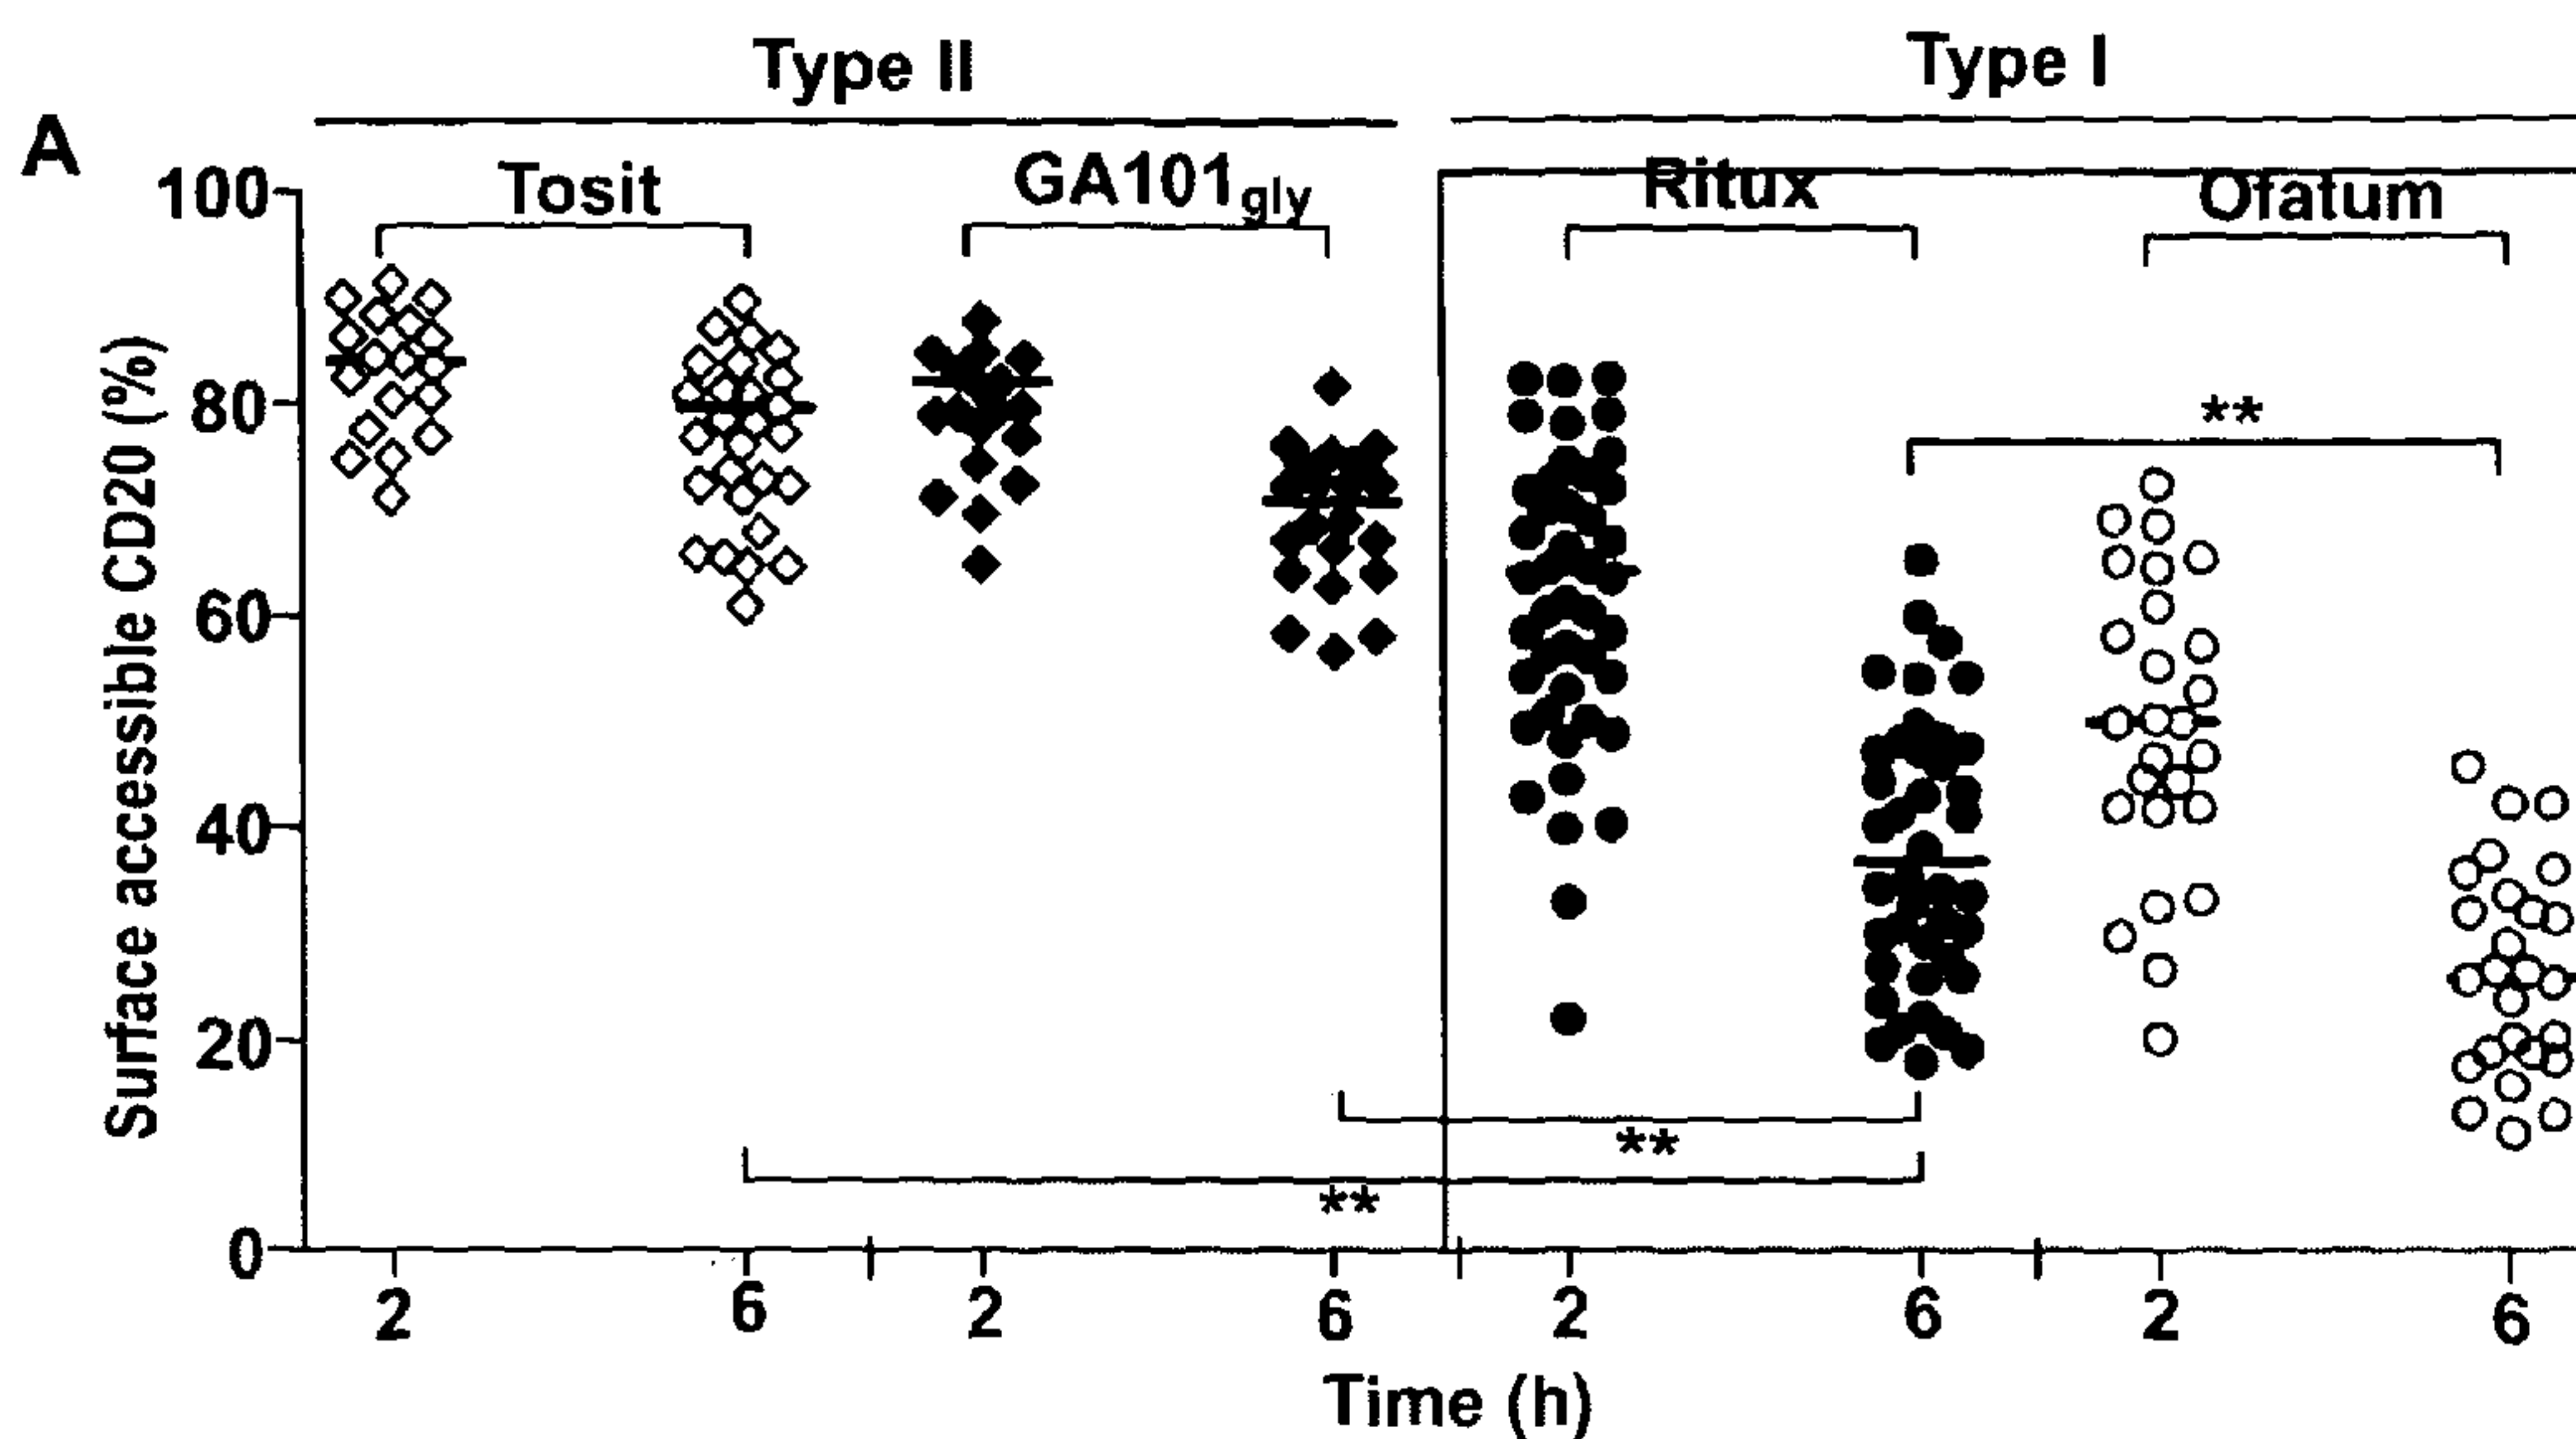 Type II
Type I
A
Tosit
GA101gly
Ritux
Ofatum
Surface accessible CD20 (%)
100
80
60
40
20
0
**
**
**
2 6 2 6 2 6 2 6
Time (h)